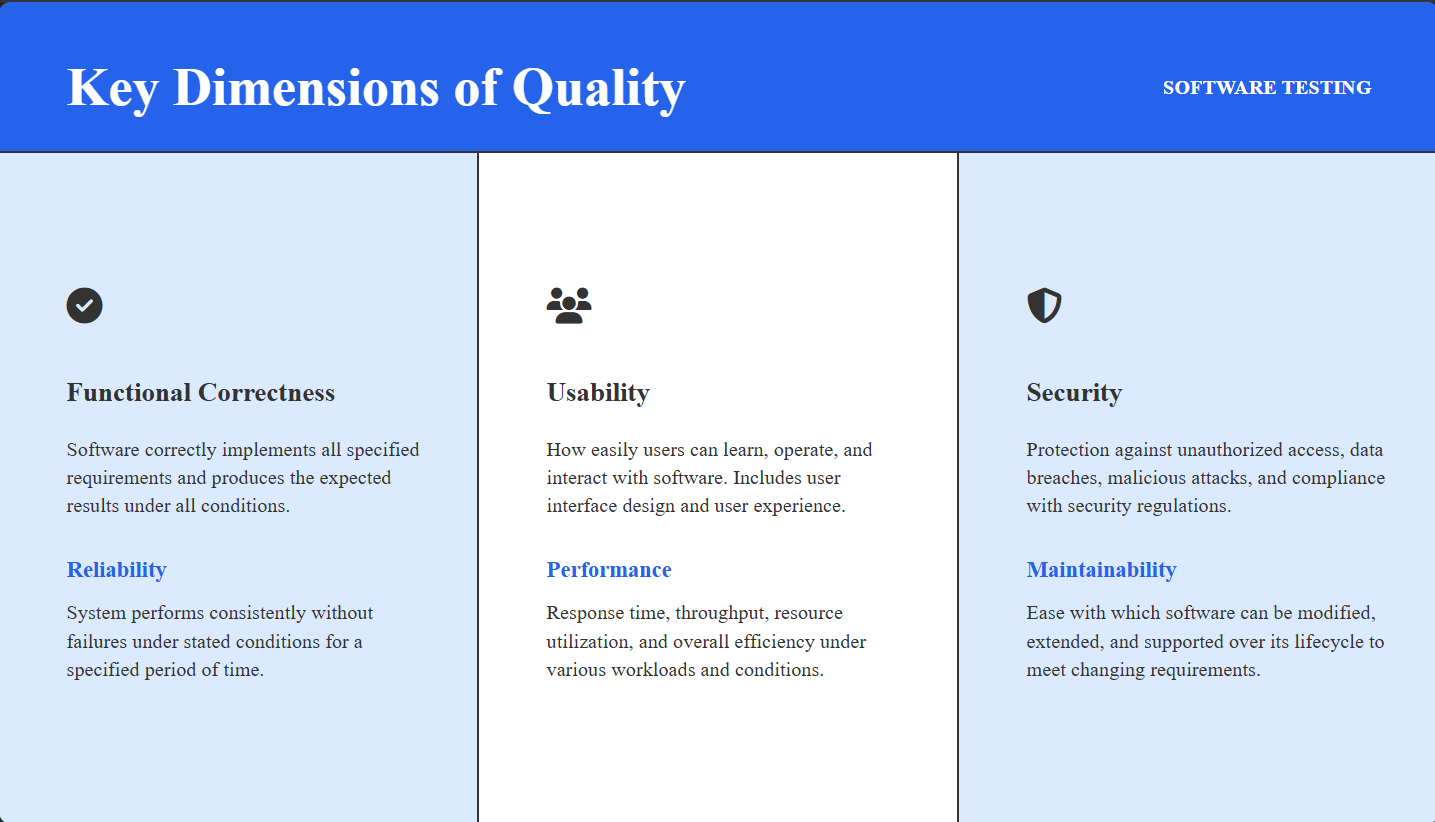 Key Dimensions of Quality
SOFTWARE TESTING
Functional Correctness
Software correctly implements all specified
requirements and produces the expected
results under all conditions.
Reliability
System performs consistently without
failures under stated conditions for a
specified period of time.
Usability
How easily users can learn, operate, and
interact with software. Includes user
interface design and user experience.
Performance
Response time, throughput, resource
utilization, and overall efficiency under
various workloads and conditions.
Security
Protection against unauthorized access, data
breaches, malicious attacks, and compliance
with security regulations.
Maintainability
Ease with which software can be modified,
extended, and supported over its lifecycle to
meet changing requirements.